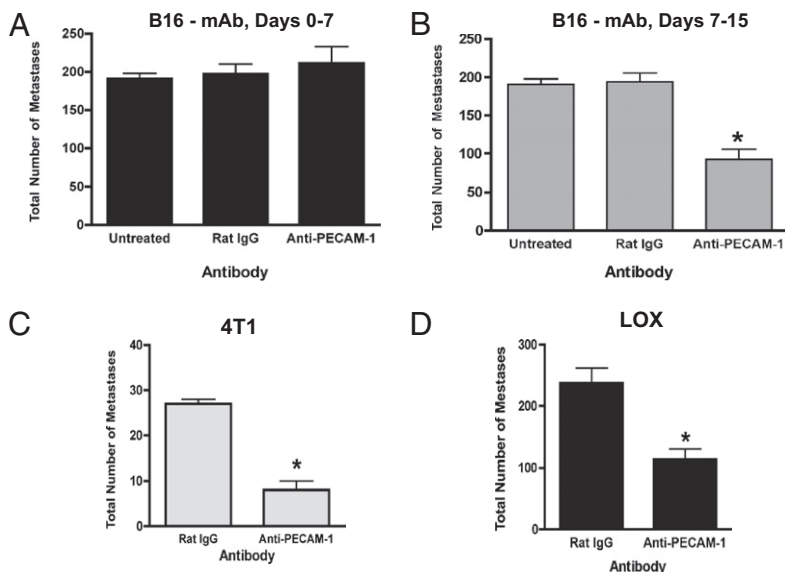 A
B16 - mAb, Days 0-7
Total Number of Metastases
250
200
150
100
50
0
Untreated
Rat IgG
Anti-PECAM-1
Antibody
B
B16 - mAb, Days 7-15
Total Number of Mestastases
250
200
150
100
50
0
*
Untreated
Rat IgG
Anti-PECAM-1
Antibody
C
4T1
Total Number of Metastases
40
30
20
10
0
*
Rat IgG
Anti-PECAM-1
Antibody
D
LOX
Total Number of Mestastases
300
200
100
0
*
Rat IgG
Anti-PECAM-1
Antibody